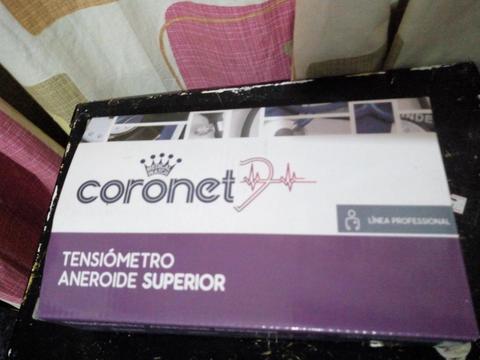 coronet
LÍNEA PROFESSIONAL
TENSIÓMETRO
ANEROIDE SUPERIOR